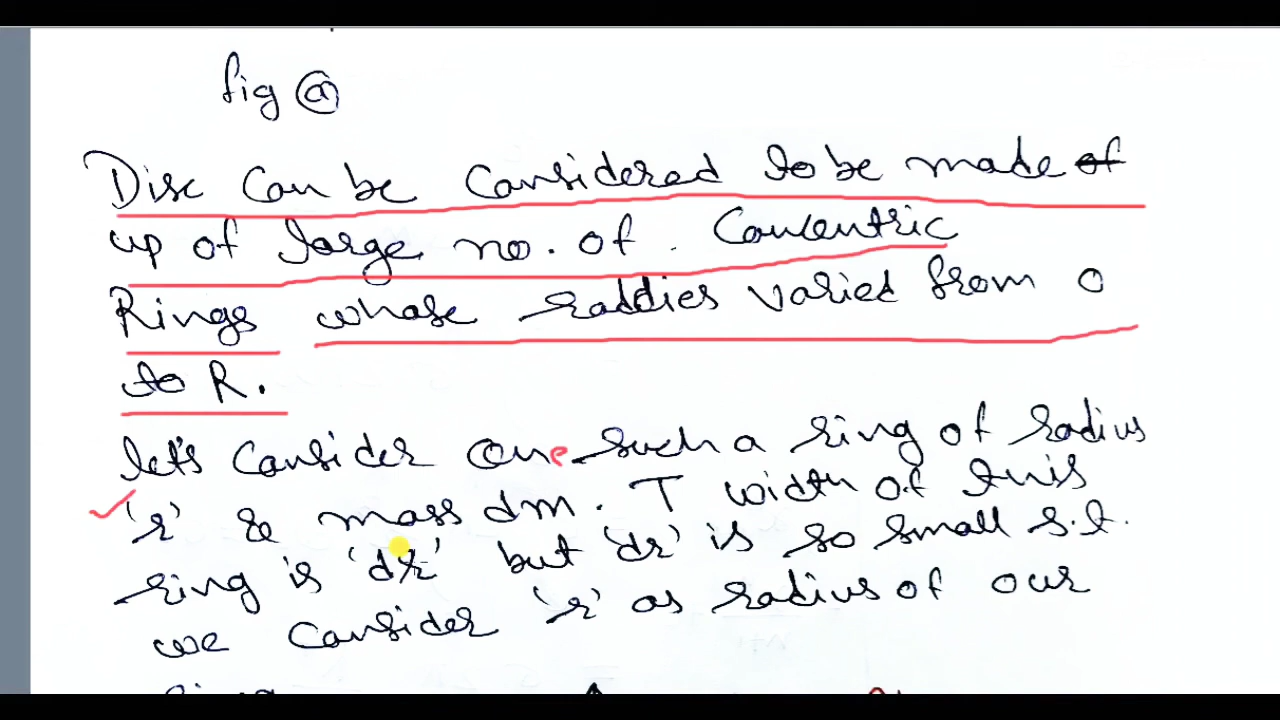 fig (a)
Disc can be considered to be made of
up of large no. of . Concentric
Rings whose raddies varied from 0
to R.
let's consider one such a ring of radius
'r' & mass dm. T width of this
ring is 'dr' but 'dr' is so small s.t.
we consider 'r' as radius of our